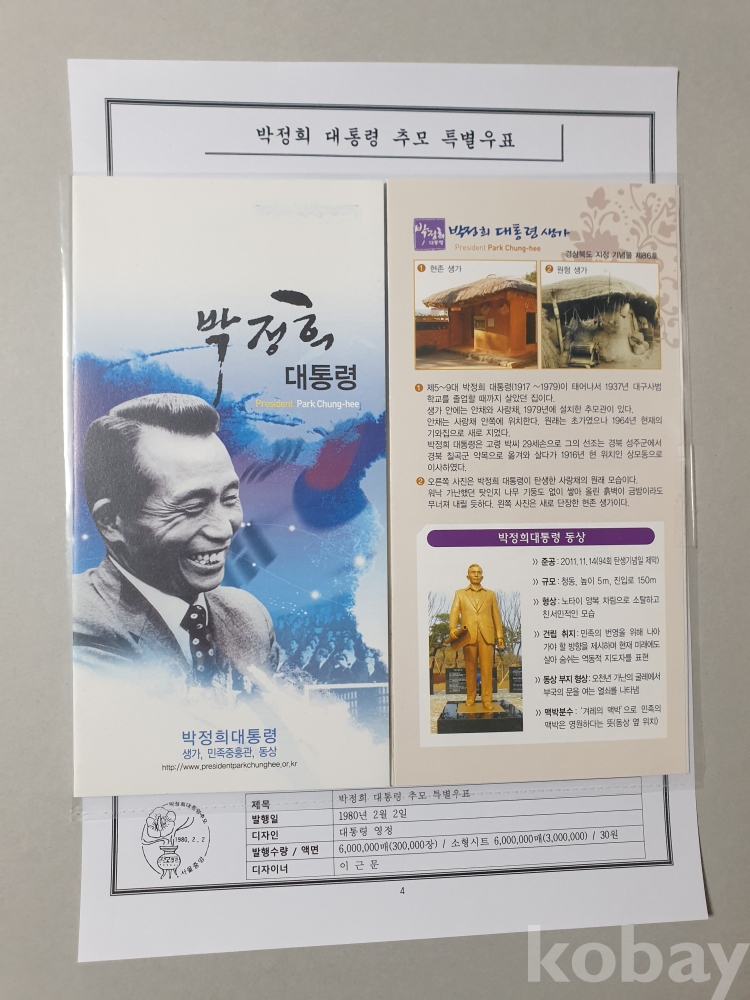 박정희 대통령 추모 특별우표
박정희
대통령
President Park Chung-hee
박정희대통령
생가, 민족중흥관, 동상
http://www.presidentparkchunghee.or.kr
박정희
대통령
박정희 대통령 생가
President Park Chung-hee
경상북도 지정 기념물 제86호
1 현존 생가
2 원형 생가
1 제5~9대 박정희 대통령(1917 ~1979)이 태어나서 1937년 대구사범
학교를 졸업할 때까지 살았던 집이다.
생가 안에는 안채와 사랑채, 1979년에 설치한 추모관이 있다.
안채는 사랑채 안쪽에 위치한다. 원래는 초가였으나 1964년 현재의
기와집으로 새로 지었다.
박정희 대통령은 고령 박씨 29세손으로 그의 선조는 경북 성주군에서
경북 칠곡군 약목으로 옮겨와 살다가 1916년 현 위치인 상모동으로
이사하였다.
2 오른쪽 사진은 박정희 대통령이 탄생한 사랑채의 원래 모습이다.
워낙 가난했던 탓인지 나무 기둥도 없이 쌓아 올린 흙벽이 금방이라도
무너져 내릴 듯하다. 왼쪽 사진은 새로 단장한 현존 생가이다.
박정희대통령 동상
>> 준공 : 2011. 11. 14(94회 탄생기념일 제막)
>> 규모 : 청동, 높이 5m, 진입로 150m
>> 형상 : 노타이 양복 차림으로 소탈하고
친서민적인 모습
>> 건립 취지 : 민족의 번영을 위해 나아
가야 할 방향을 제시하며 현재 미래에도
살아 숨쉬는 역동적 지도자를 표현
>> 동상 부지 형상 : 오천년 가난의 굴레에서
부국의 문을 여는 열쇠를 나타냄
>> 맥박분수 : '겨레의 맥박'으로 민족의
맥박은 영원하다는 뜻(동상 옆 위치)
박정희대통령추모
1980. 2. 2
서울중앙
제목 박정희 대통령 추모 특별우표
발행일 1980년 2월 2일
디자인 대통령 영정
발행수량 / 액면 6,000,000매(300,000장) / 소형시트 6,000,000매(3,000,000) / 30원
디자이너 이 근 문
4
kobay